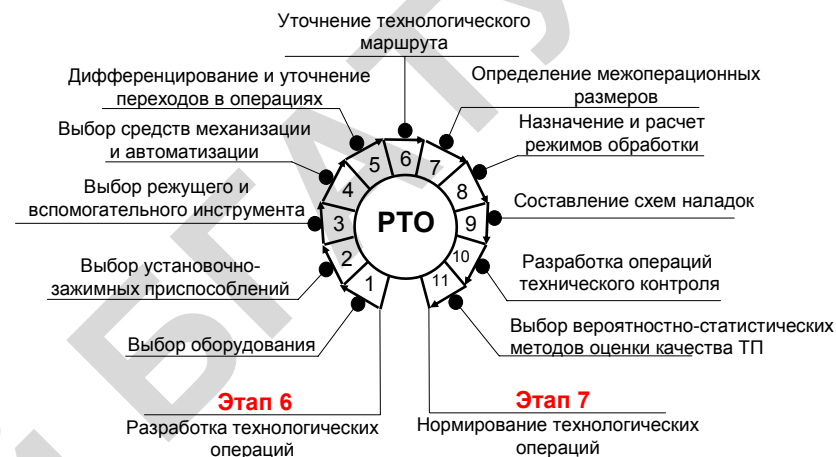 Уточнение технологического
маршрута
Дифференцирование и уточнение
переходов в операциях
Определение межоперационных
размеров
Выбор средств механизации
и автоматизации
Назначение и расчет
режимов обработки
Выбор режущего и
вспомогательного инструмента
Составление схем наладок
Выбор установочно-
зажимных приспособлений
Разработка операций
технического контроля
Выбор оборудования
Выбор вероятностно-статистических
методов оценки качества ТП
1
2
3
4
5
6
7
8
9
10
11
РТО
Этап 6
Разработка технологических
операций
Этап 7
Нормирование технологических
операций
БГАТУ